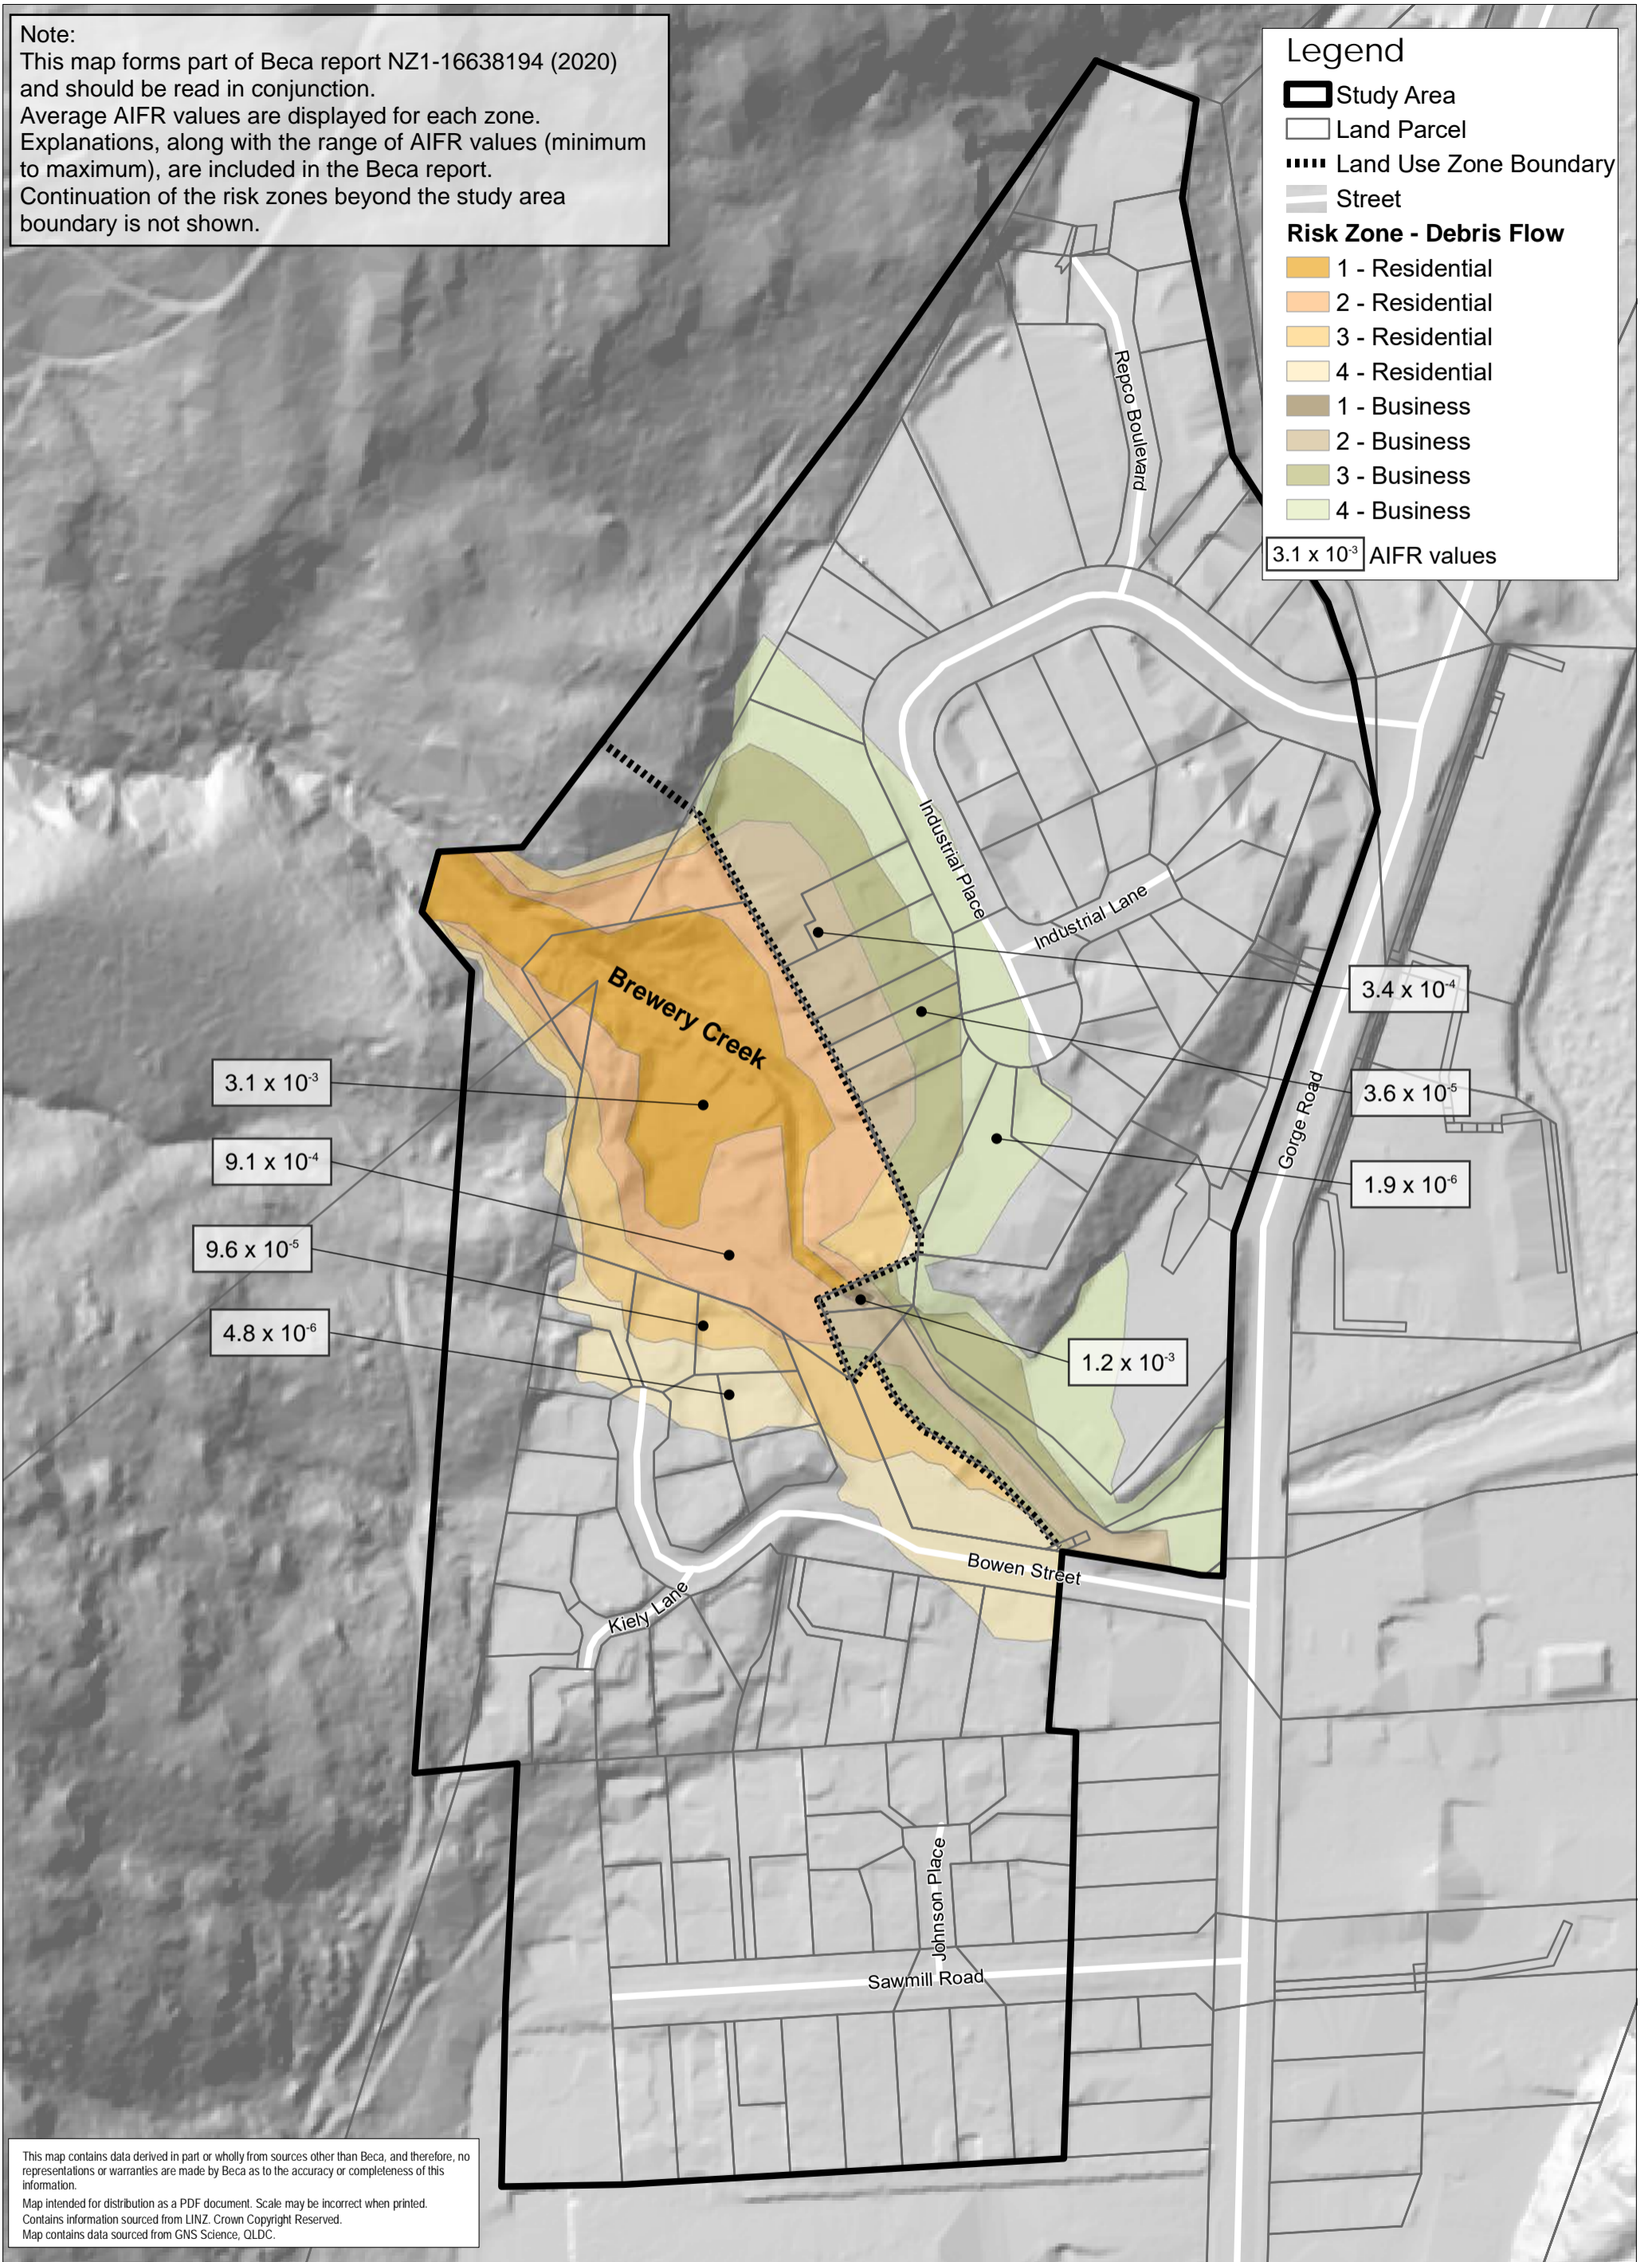 Note:
This map forms part of Beca report NZ1-16638194 (2020)
and should be read in conjunction.
Average AIFR values are displayed for each zone.
Explanations, along with the range of AIFR values (minimum
to maximum), are included in the Beca report.
Continuation of the risk zones beyond the study area
boundary is not shown.
Legend
Study Area
Land Parcel
Land Use Zone Boundary
Street
Risk Zone - Debris Flow
1 - Residential
2 - Residential
3 - Residential
4 - Residential
1 - Business
2 - Business
3 - Business
4 - Business
3.1 x 10⁻³ AIFR values
Repco Boulevard
Industrial Place
Industrial Lane
Brewery Creek
Gorge Road
3.4 x 10⁻⁴
3.6 x 10⁻⁵
1.9 x 10⁻⁶
1.2 x 10⁻³
3.1 x 10⁻³
9.1 x 10⁻⁴
9.6 x 10⁻⁵
4.8 x 10⁻⁶
Bowen Street
Kiely Lane
Johnson Place
Sawmill Road
This map contains data derived in part or wholly from sources other than Beca, and therefore, no
representations or warranties are made by Beca as to the accuracy or completeness of this
information.
Map intended for distribution as a PDF document. Scale may be incorrect when printed.
Contains information sourced from LINZ. Crown Copyright Reserved.
Map contains data sourced from GNS Science, QLDC.